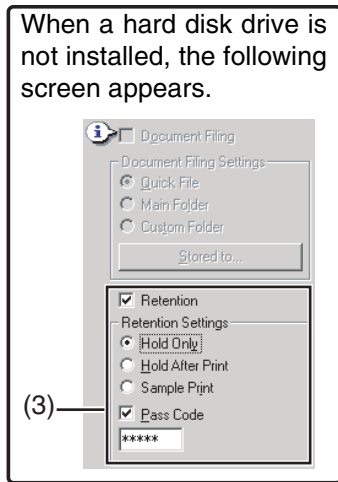 When a hard disk drive is
not installed, the following
screen appears.
Document Filing
Document Filing Settings
Quick File
Main Folder
Custom Folder
Stored to...
Retention
Retention Settings
Hold Only
Hold After Print
Sample Print
(3)
Pass Code
*****